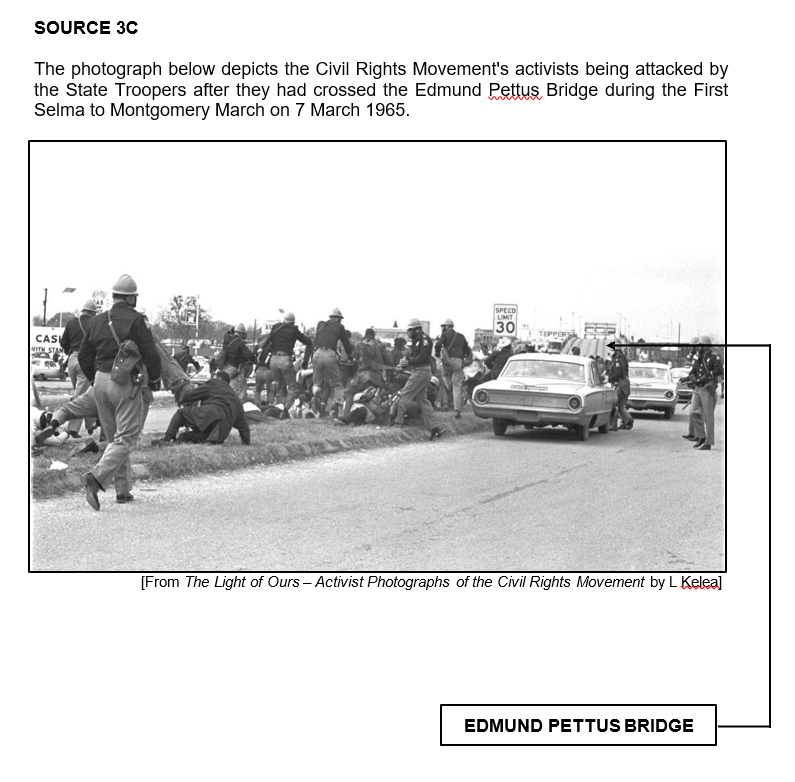 SOURCE 3C
The photograph below depicts the Civil Rights Movement's activists being attacked by
the State Troopers after they had crossed the Edmund Pettus Bridge during the First
Selma to Montgomery March on 7 March 1965.
SPEED
LIMIT
30
CASH
WITH STAM
[From The Light of Ours – Activist Photographs of the Civil Rights Movement by L Kelea]
EDMUND PETTUS BRIDGE